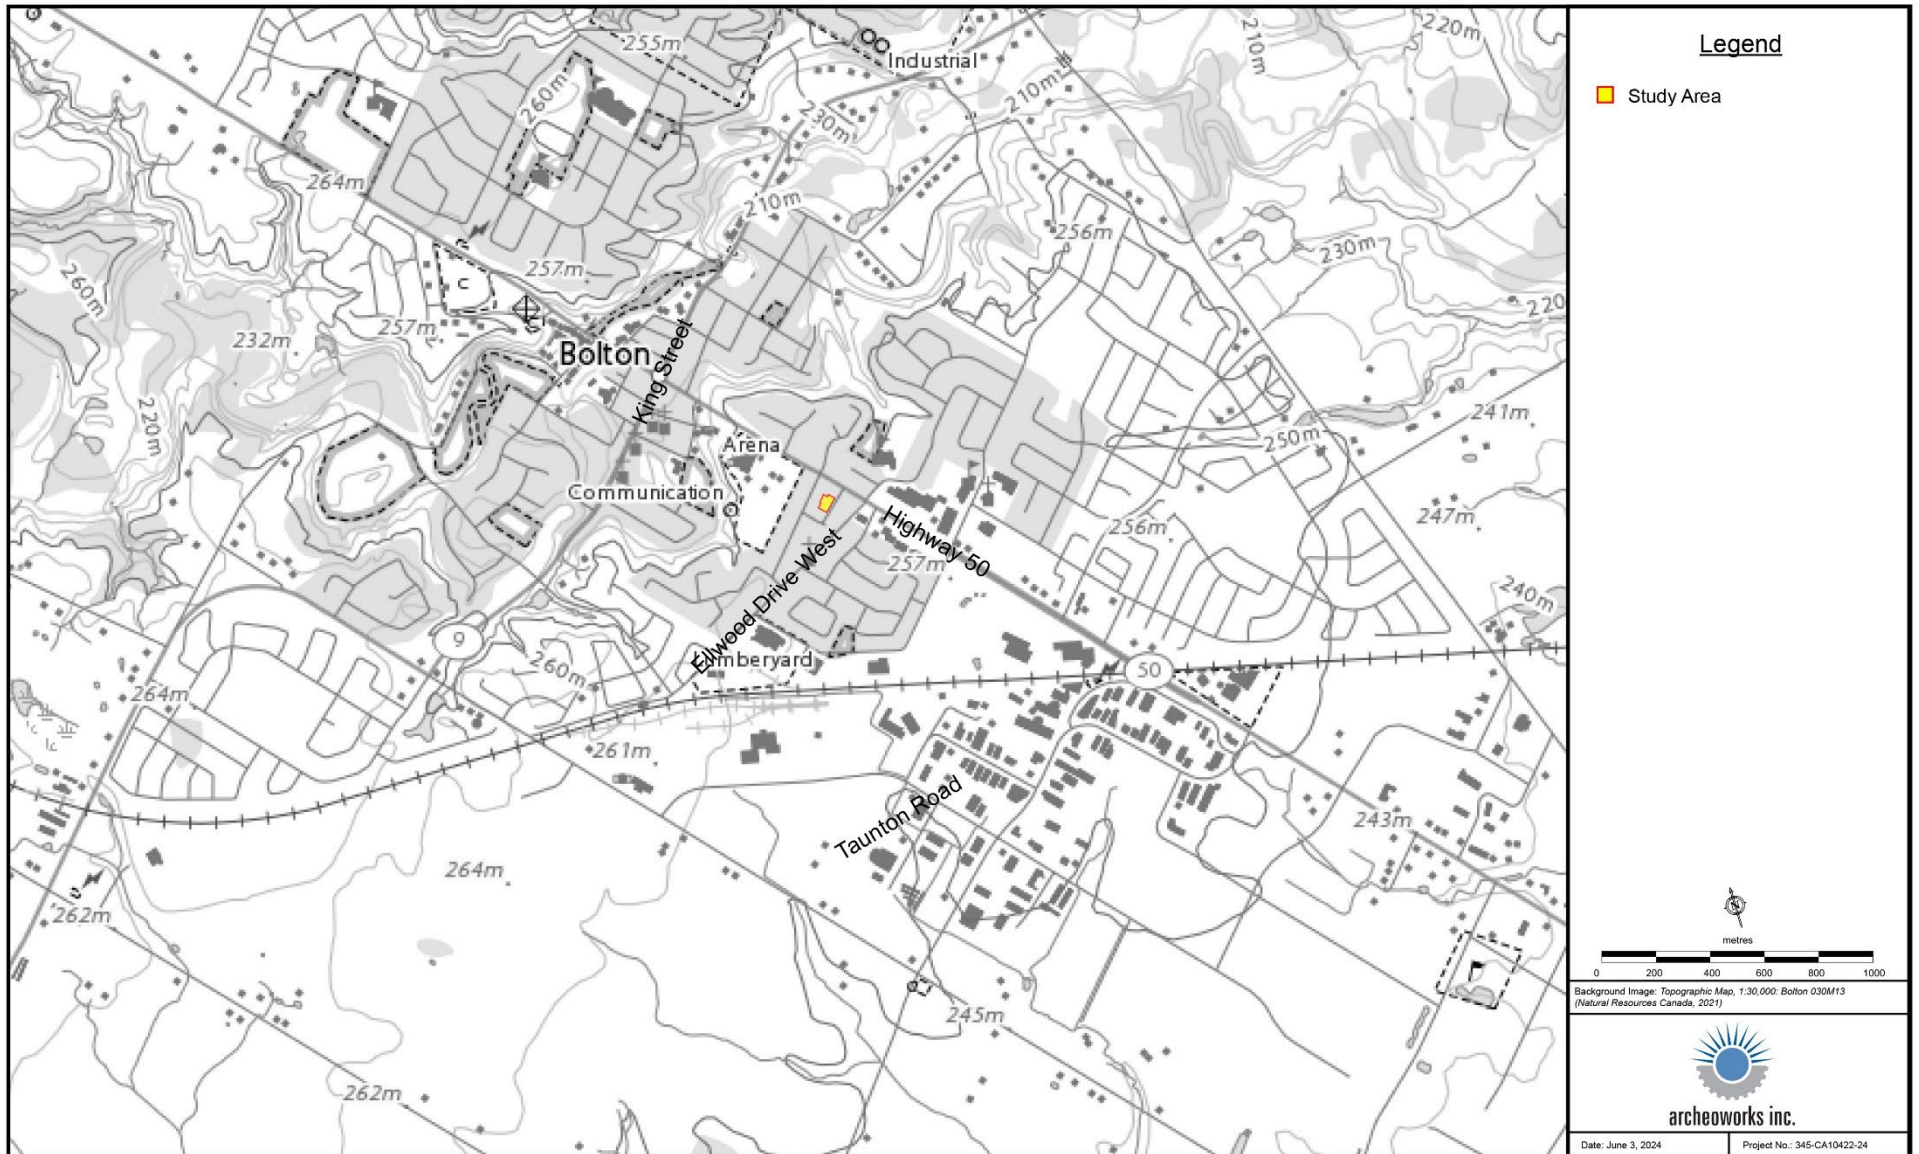 255m
Industrial
260m
230m
210m
210m
220m
264m
210m
256m
257m
230m
260m
C
220
257m
232m
Bolton
King Street
241m
220m
Arena
250m
Communication
Highway 50
256m
247m
257m
Ellwood Drive West
240m
9
260m
mberyard
50
264m
261m
Taunton Road
243m
264m
262m
245m
262m
Legend
Study Area
N
metres
0 200 400 600 800 1000
Background Image: Topographic Map, 1:30,000: Bolton 030M13
(Natural Resources Canada, 2021)
archeoworks inc.
Date: June 3, 2024
Project No.: 345-CA10422-24